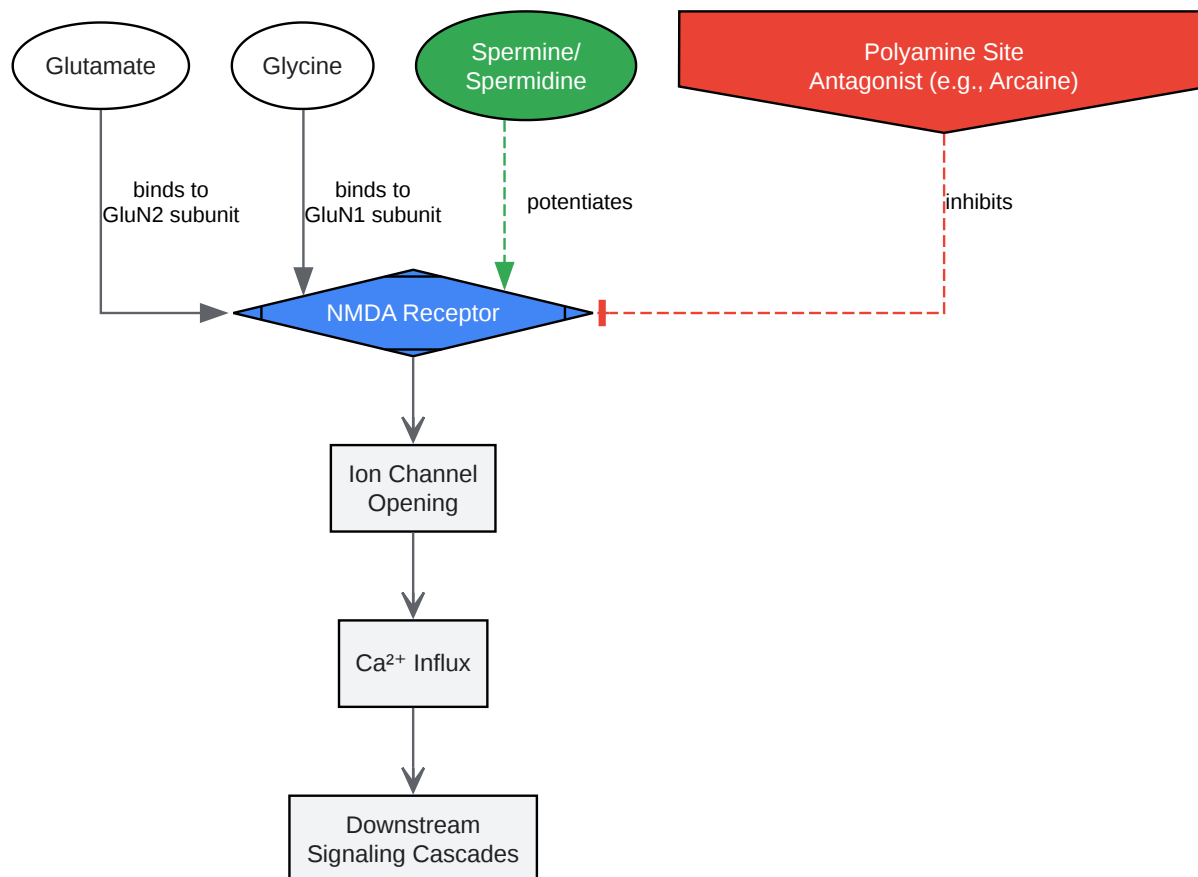 Glutamate
Glycine
Spermine/
Spermidine
Polyamine Site
Antagonist (e.g., Arcaine)
binds to
GluN2 subunit
binds to
GluN1 subunit
potentiates
inhibits
NMDA Receptor
Ion Channel
Opening
Ca²⁺ Influx
Downstream
Signaling Cascades